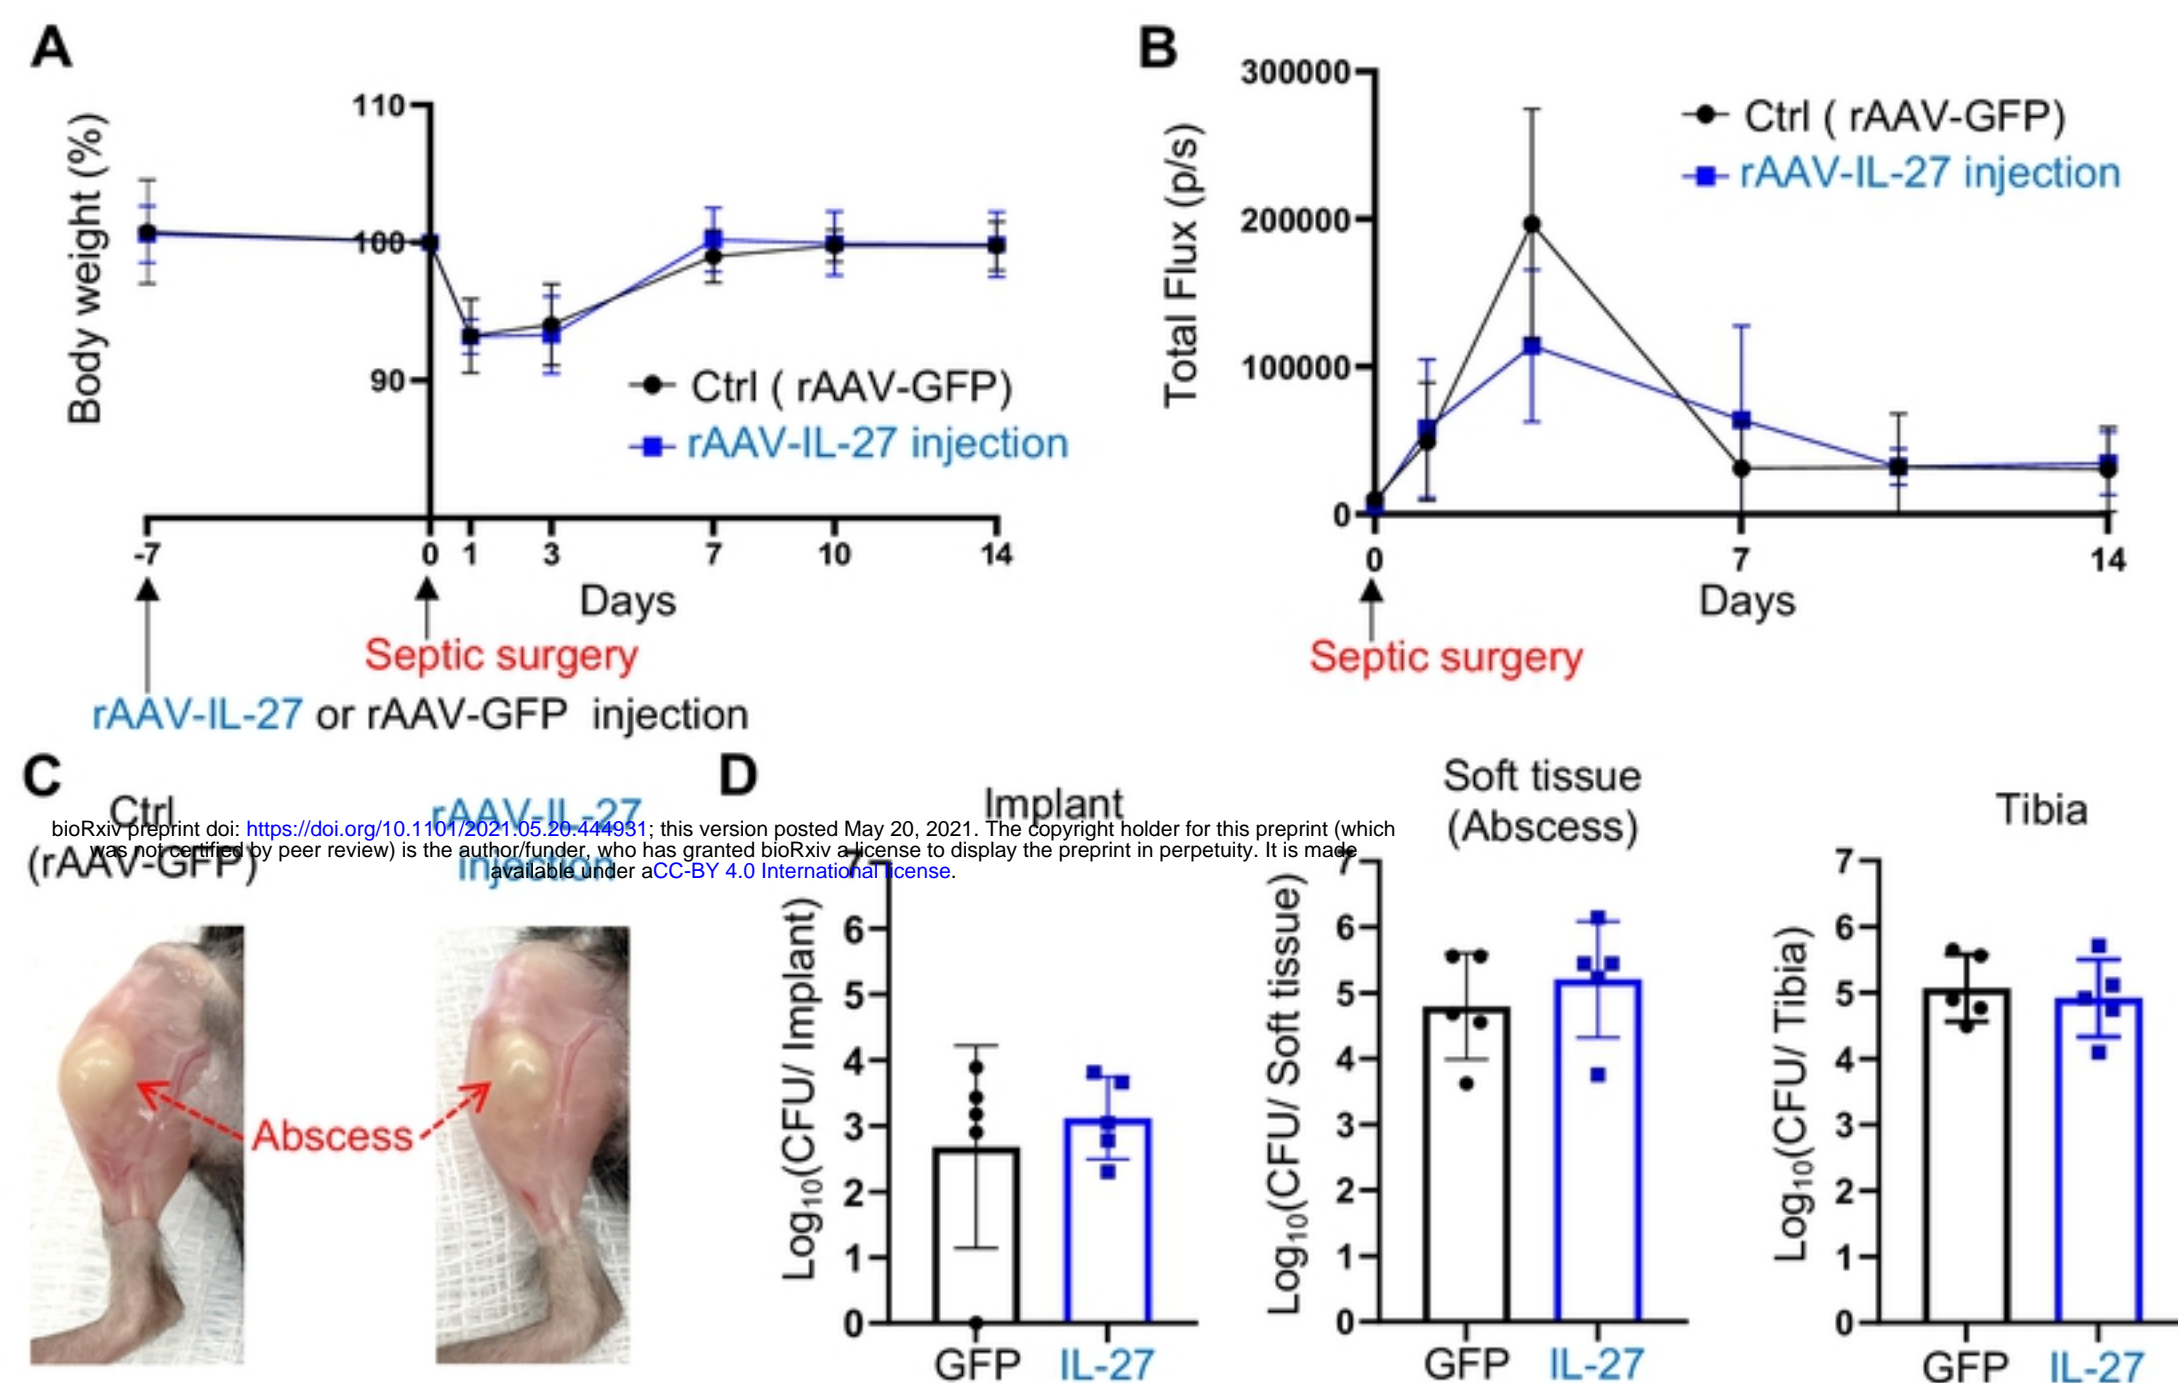 A
110
100
90
Body weight (%)
Ctrl ( rAAV-GFP)
rAAV-IL-27 injection
-7 0 1 3 7 10 14
Days
Septic surgery
rAAV-IL-27 or rAAV-GFP injection
B
300000
200000
100000
0
Total Flux (p/s)
Ctrl ( rAAV-GFP)
rAAV-IL-27 injection
0 7 14
Days
Septic surgery
C
Ctrl
(rAAV-GFP)
rAAV-IL-27
injection
bioRxiv preprint doi: https://doi.org/10.1101/2021.05.20.444931; this version posted May 20, 2021. The copyright holder for this preprint (which
was not certified by peer review) is the author/funder, who has granted bioRxiv a license to display the preprint in perpetuity. It is made
available under aCC-BY 4.0 International license.
Abscess
D
Implant
7
6
5
4
3
2
1
0
Log10(CFU/ Implant)
GFP IL-27
Soft tissue
(Abscess)
7
6
5
4
3
2
1
0
Log10(CFU/ Soft tissue)
GFP IL-27
Tibia
7
6
5
4
3
2
1
0
Log10(CFU/ Tibia)
GFP IL-27